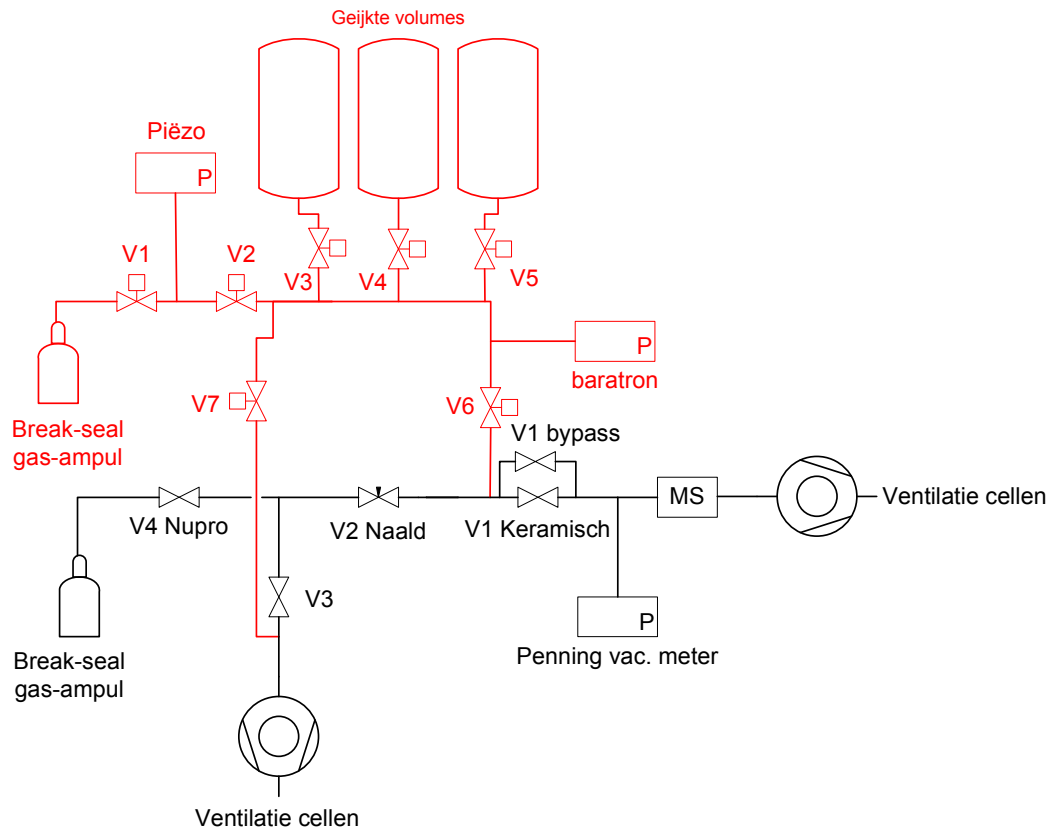 Geijkte volumes
Piëzo
P
V1
V2
V3
V4
V5
P
baratron
Break-seal
gas-ampul
V7
V6
V1 bypass
V4 Nupro
V2 Naald
V1 Keramisch
MS
Ventilatie cellen
V3
P
Penning vac. meter
Break-seal
gas-ampul
Ventilatie cellen